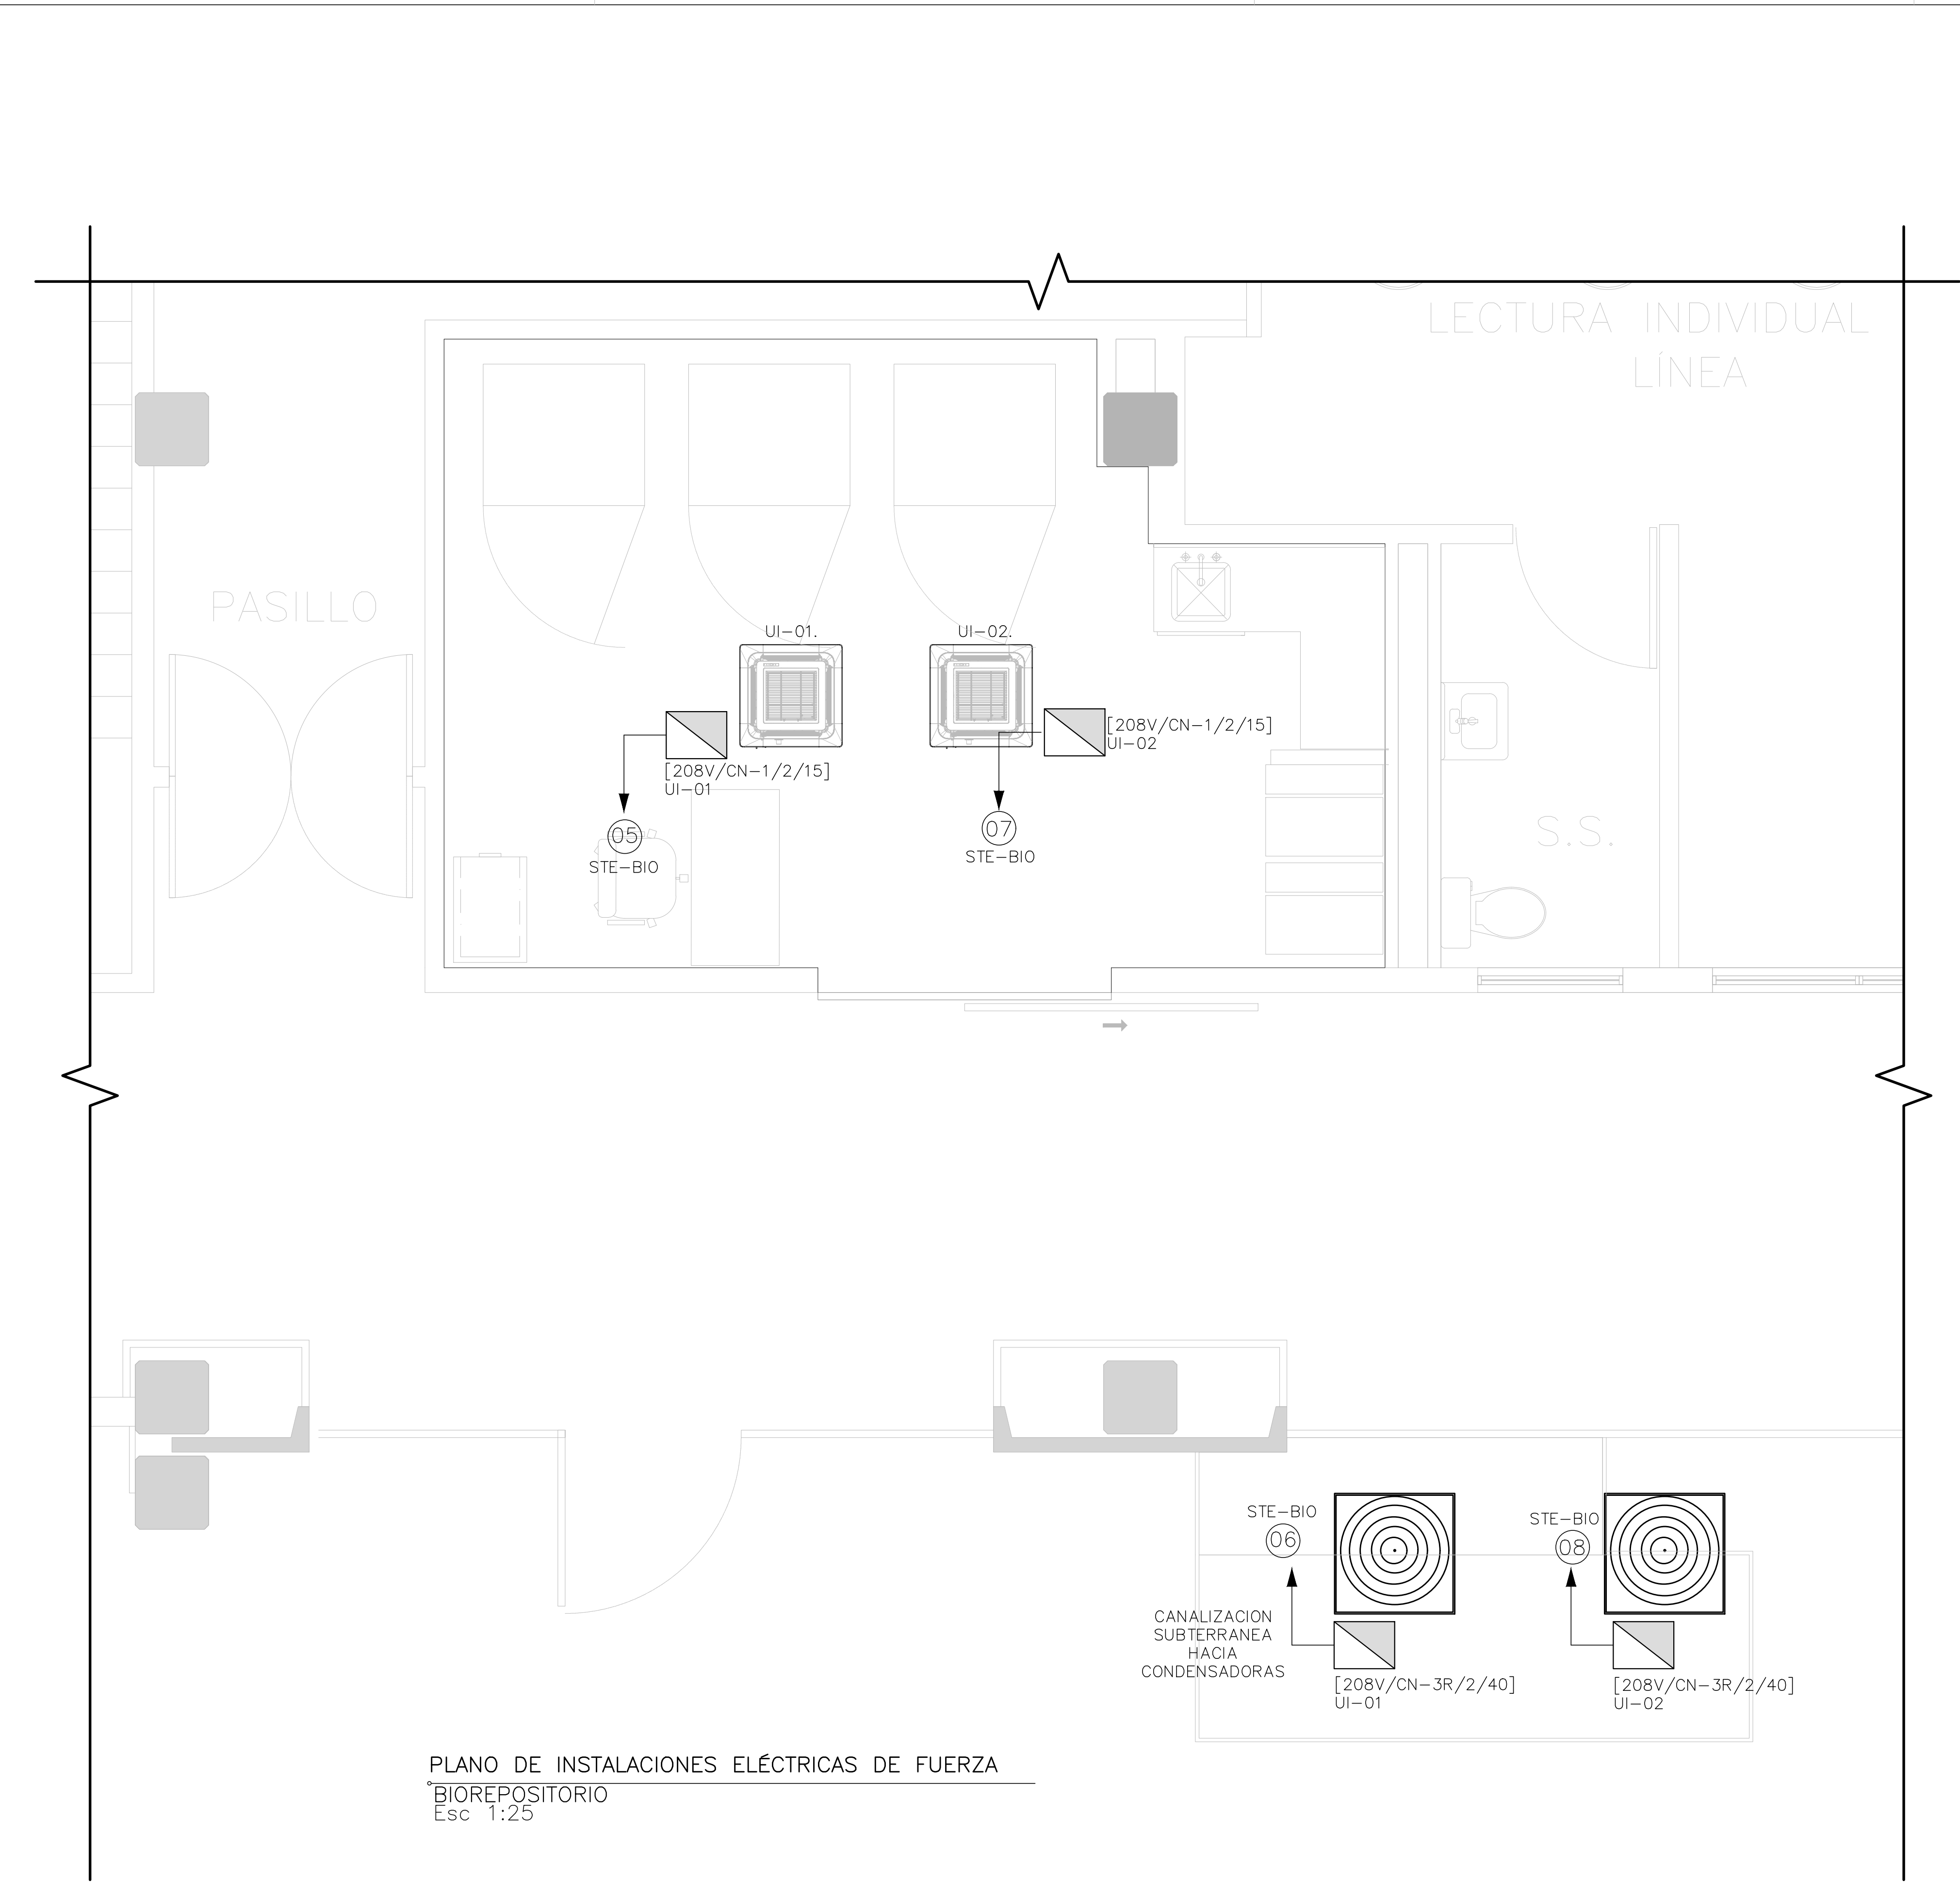 LECTURA INDIVIDUAL
LÍNEA
PASILLO
UI-01.
UI-02.
[208V/CN-1/2/15]
UI-02
[208V/CN-1/2/15]
UI-01
05
STE-BIO
07
STE-BIO
S.S.
STE-BIO
06
STE-BIO
08
CANALIZACION
SUBTERRANEA
HACIA
CONDENSADORAS
[208V/CN-3R/2/40]
UI-01
[208V/CN-3R/2/40]
UI-02
PLANO DE INSTALACIONES ELÉCTRICAS DE FUERZA
BIOREPOSITORIO
Esc 1:25